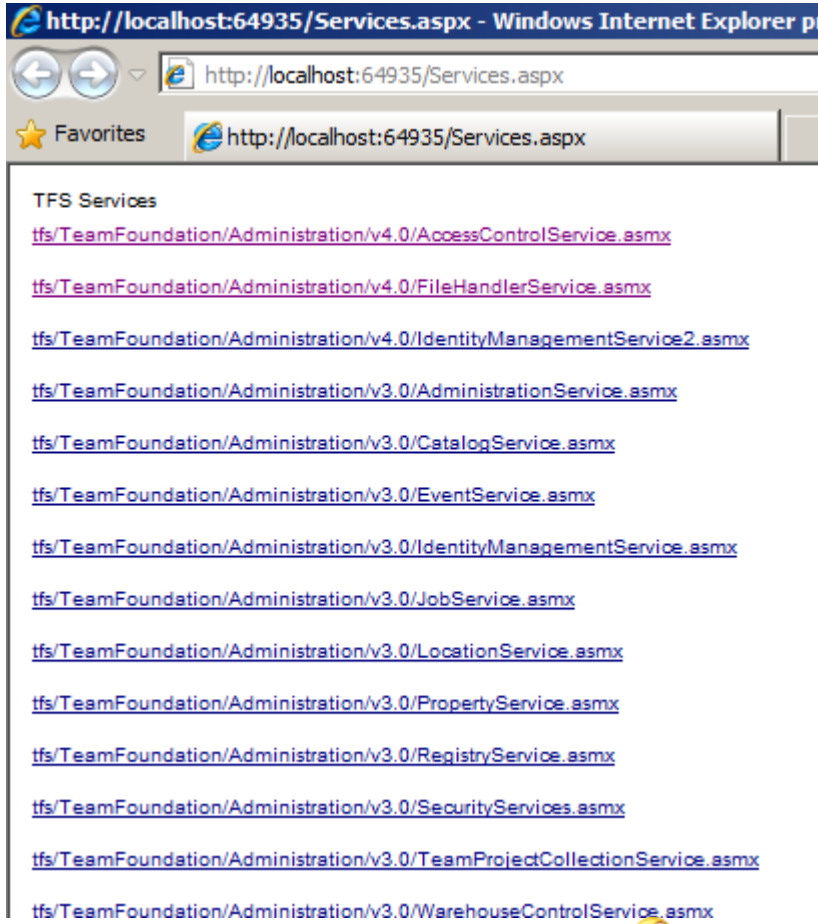 http://localhost:64935/Services.aspx - Windows Internet Explorer
http://localhost:64935/Services.aspx
Favorites
http://localhost:64935/Services.aspx
TFS Services
tfs/TeamFoundation/Administration/v4.0/AccessControlService.asmx
tfs/TeamFoundation/Administration/v4.0/FileHandlerService.asmx
tfs/TeamFoundation/Administration/v4.0/IdentityManagementService2.asmx
tfs/TeamFoundation/Administration/v3.0/AdministrationService.asmx
tfs/TeamFoundation/Administration/v3.0/CatalogService.asmx
tfs/TeamFoundation/Administration/v3.0/EventService.asmx
tfs/TeamFoundation/Administration/v3.0/IdentityManagementService.asmx
tfs/TeamFoundation/Administration/v3.0/JobService.asmx
tfs/TeamFoundation/Administration/v3.0/LocationService.asmx
tfs/TeamFoundation/Administration/v3.0/PropertyService.asmx
tfs/TeamFoundation/Administration/v3.0/RegistryService.asmx
tfs/TeamFoundation/Administration/v3.0/SecurityServices.asmx
tfs/TeamFoundation/Administration/v3.0/TeamProjectCollectionService.asmx
tfs/TeamFoundation/Administration/v3.0/WarehouseControlService.asmx